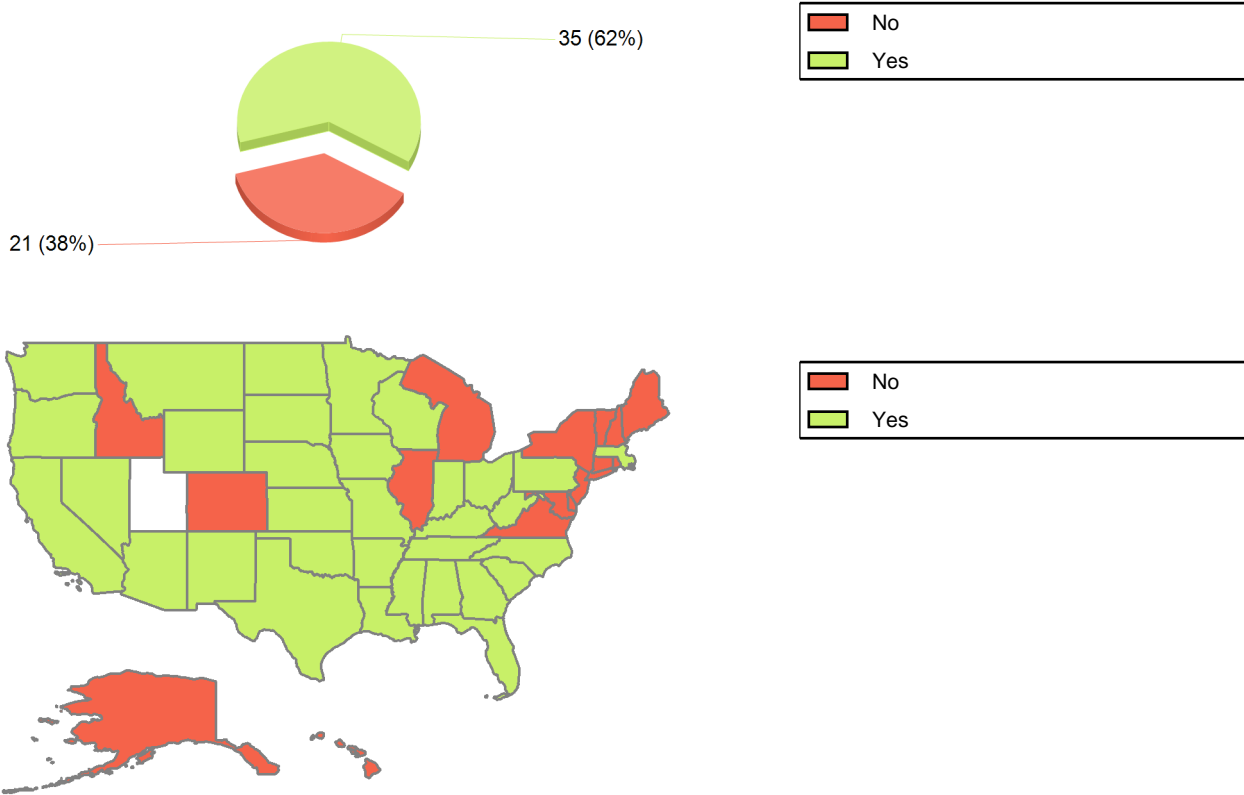 35 (62%)
No
Yes
21 (38%)
No
Yes